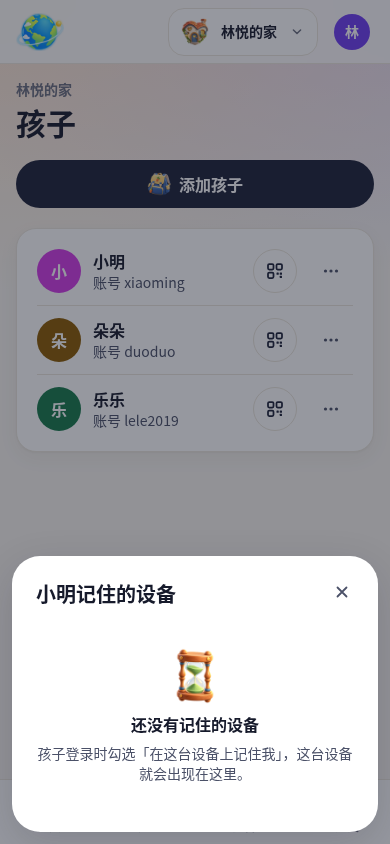 林悦的家
林
林悦的家
孩子
添加孩子
小
小明
账号 xiaoming
朵
朵朵
账号 duoduo
乐
乐乐
账号 lele2019
小明记住的设备
还没有记住的设备
孩子登录时勾选「在这台设备上记住我」，这台设备
就会出现在这里。